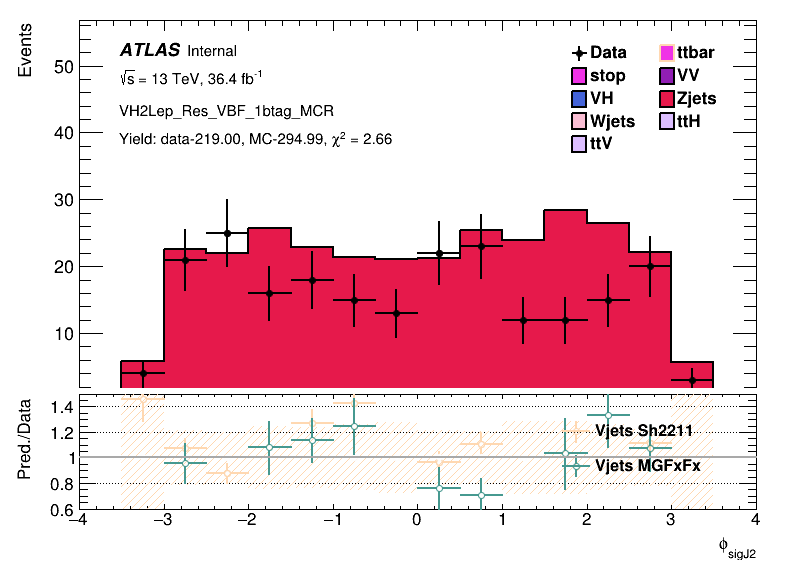 Events
50
40
30
20
10
ATLAS Internal
√s = 13 TeV, 36.4 fb⁻¹
VH2Lep_Res_VBF_1btag_MCR
Yield: data-219.00, MC-294.99, χ² = 2.66
Data
ttbar
stop
VV
VH
Zjets
Wjets
ttH
ttV
Pred./Data
1.4
1.2
1
0.8
0.6
Vjets Sh2211
Vjets MGFxFx
−4 −3 −2 −1 0 1 2 3 4
ϕsigJ2